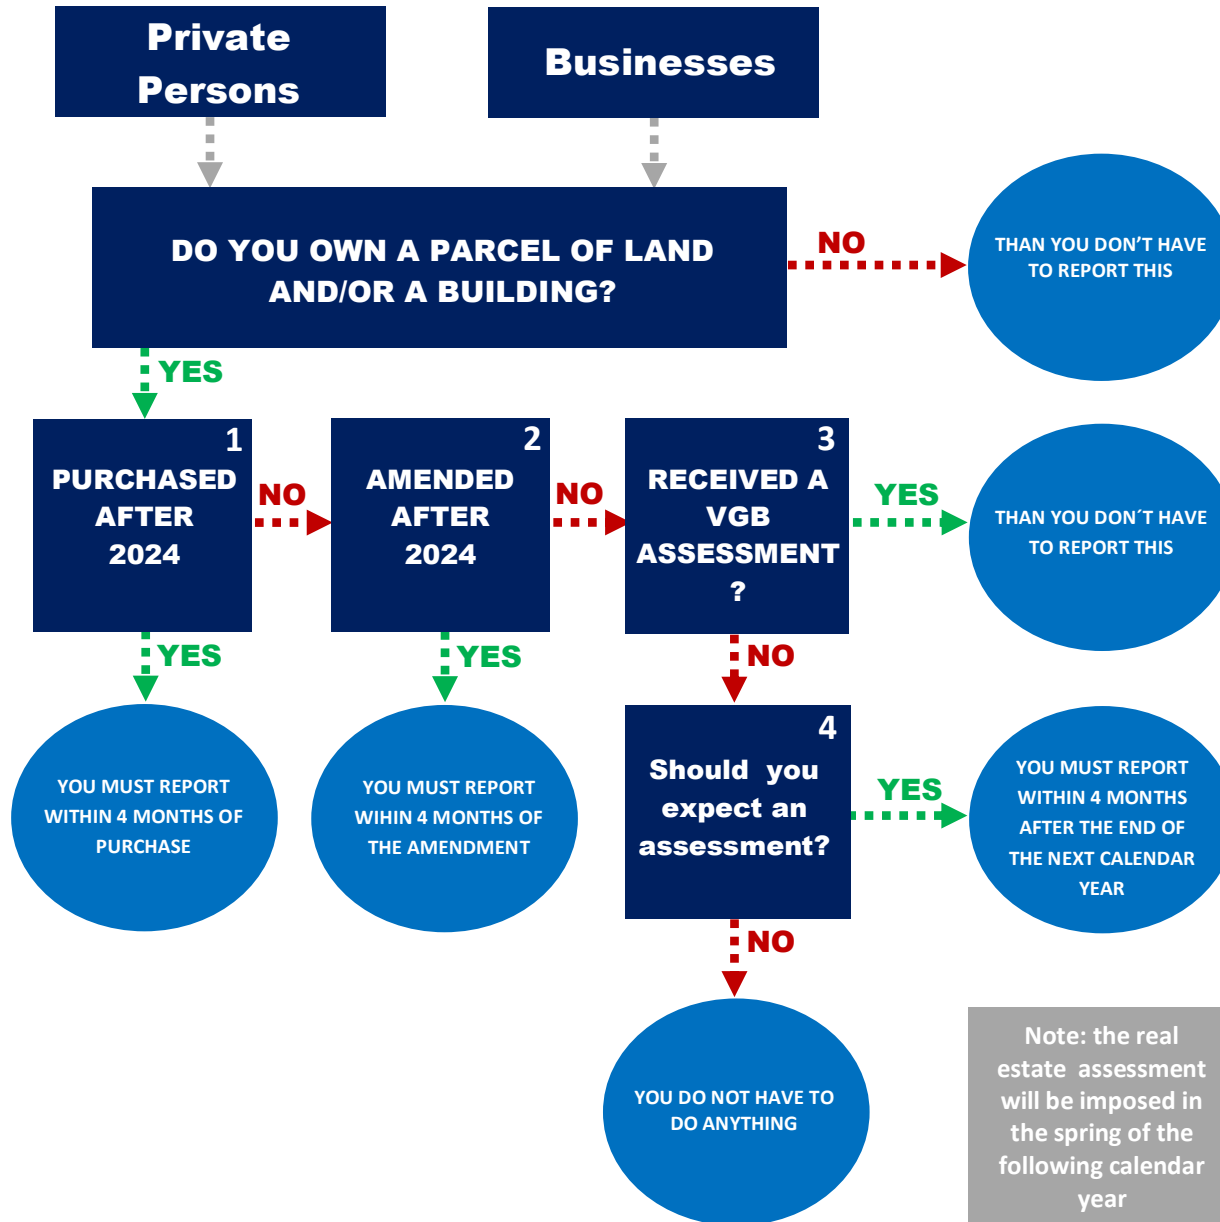 Private
Persons
Businesses
DO YOU OWN A PARCEL OF LAND
AND/OR A BUILDING?
NO
THAN YOU DON’T HAVE
TO REPORT THIS
YES
1
PURCHASED
AFTER
2024
NO
2
AMENDED
AFTER
2024
NO
3
RECEIVED A
VGB
ASSESSMENT
?
YES
THAN YOU DON´T HAVE
TO REPORT THIS
YES
YES
NO
YOU MUST REPORT
WITHIN 4 MONTHS OF
PURCHASE
YOU MUST REPORT
WIHIN 4 MONTHS OF
THE AMENDMENT
4
Should you
expect an
assessment?
YES
YOU MUST REPORT
WITHIN 4 MONTHS
AFTER THE END OF
THE NEXT CALENDAR
YEAR
NO
YOU DO NOT HAVE TO
DO ANYTHING
Note: the real
estate assessment
will be imposed in
the spring of the
following calendar
year